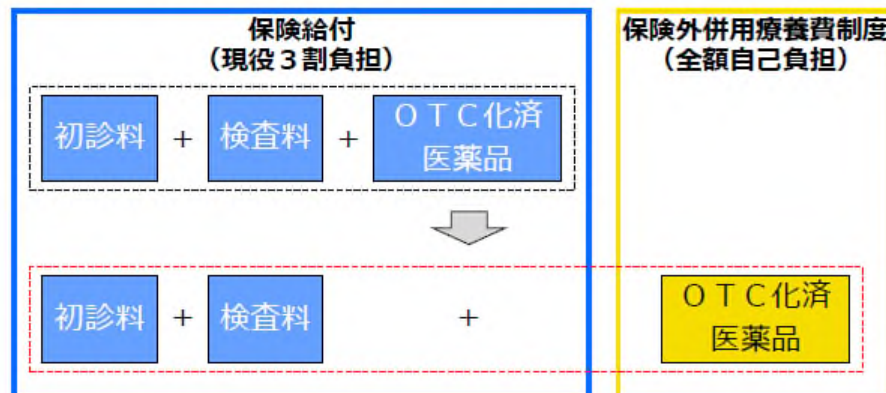 保険給付
（現役３割負担）
保険外併用療養費制度
（全額自己負担）
初診料 + 検査料 + ＯＴＣ化済
医薬品
初診料 + 検査料 + ＯＴＣ化済
医薬品